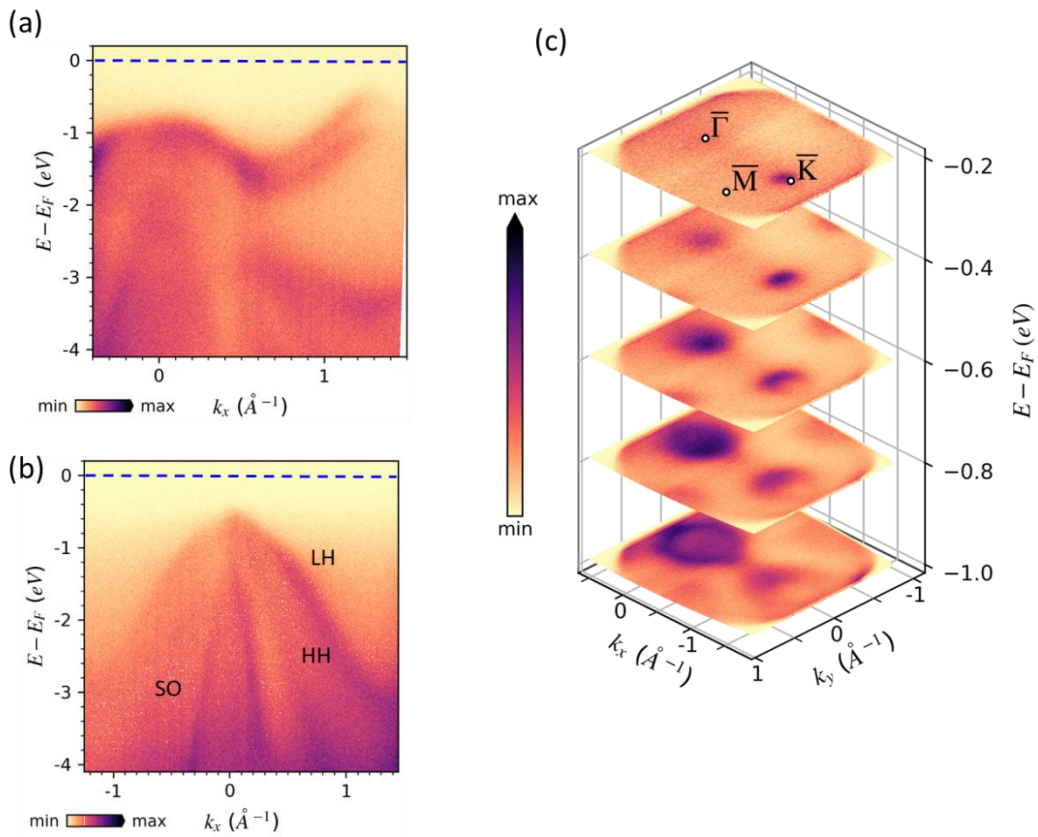 (a)
0
-1
-2
-3
-4
E − E_F (eV)
0 1
min max k_x (Å⁻¹)
(b)
0
-1
-2
-3
-4
E − E_F (eV)
LH
HH
SO
-1 0 1
min max k_x (Å⁻¹)
(c)
max
min
Γ̅
M̅
K̅
−0.2
−0.4
−0.6
−0.8
−1.0
E − E_F (eV)
0
-1
k_x (Å⁻¹)
1
0
-1
k_y (Å⁻¹)